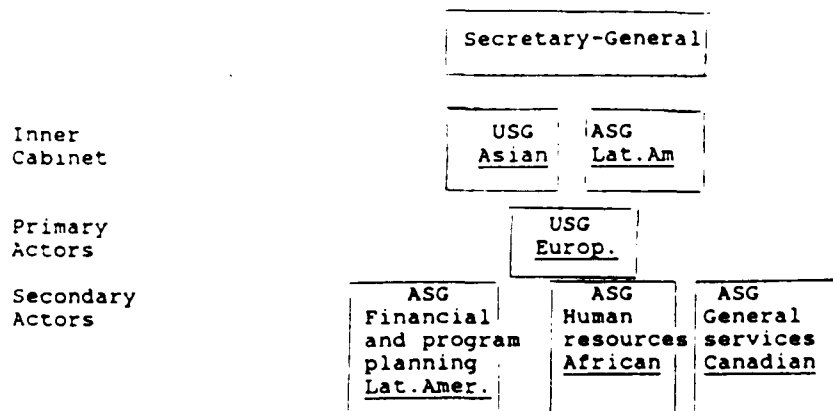 Secretary-General
Inner
Cabinet
USG
Asian
ASG
Lat.Am
Primary
Actors
USG
Europ.
Secondary
Actors
ASG
Financial
and program
planning
Lat.Amer.
ASG
Human
resources
African
ASG
General
services
Canadian